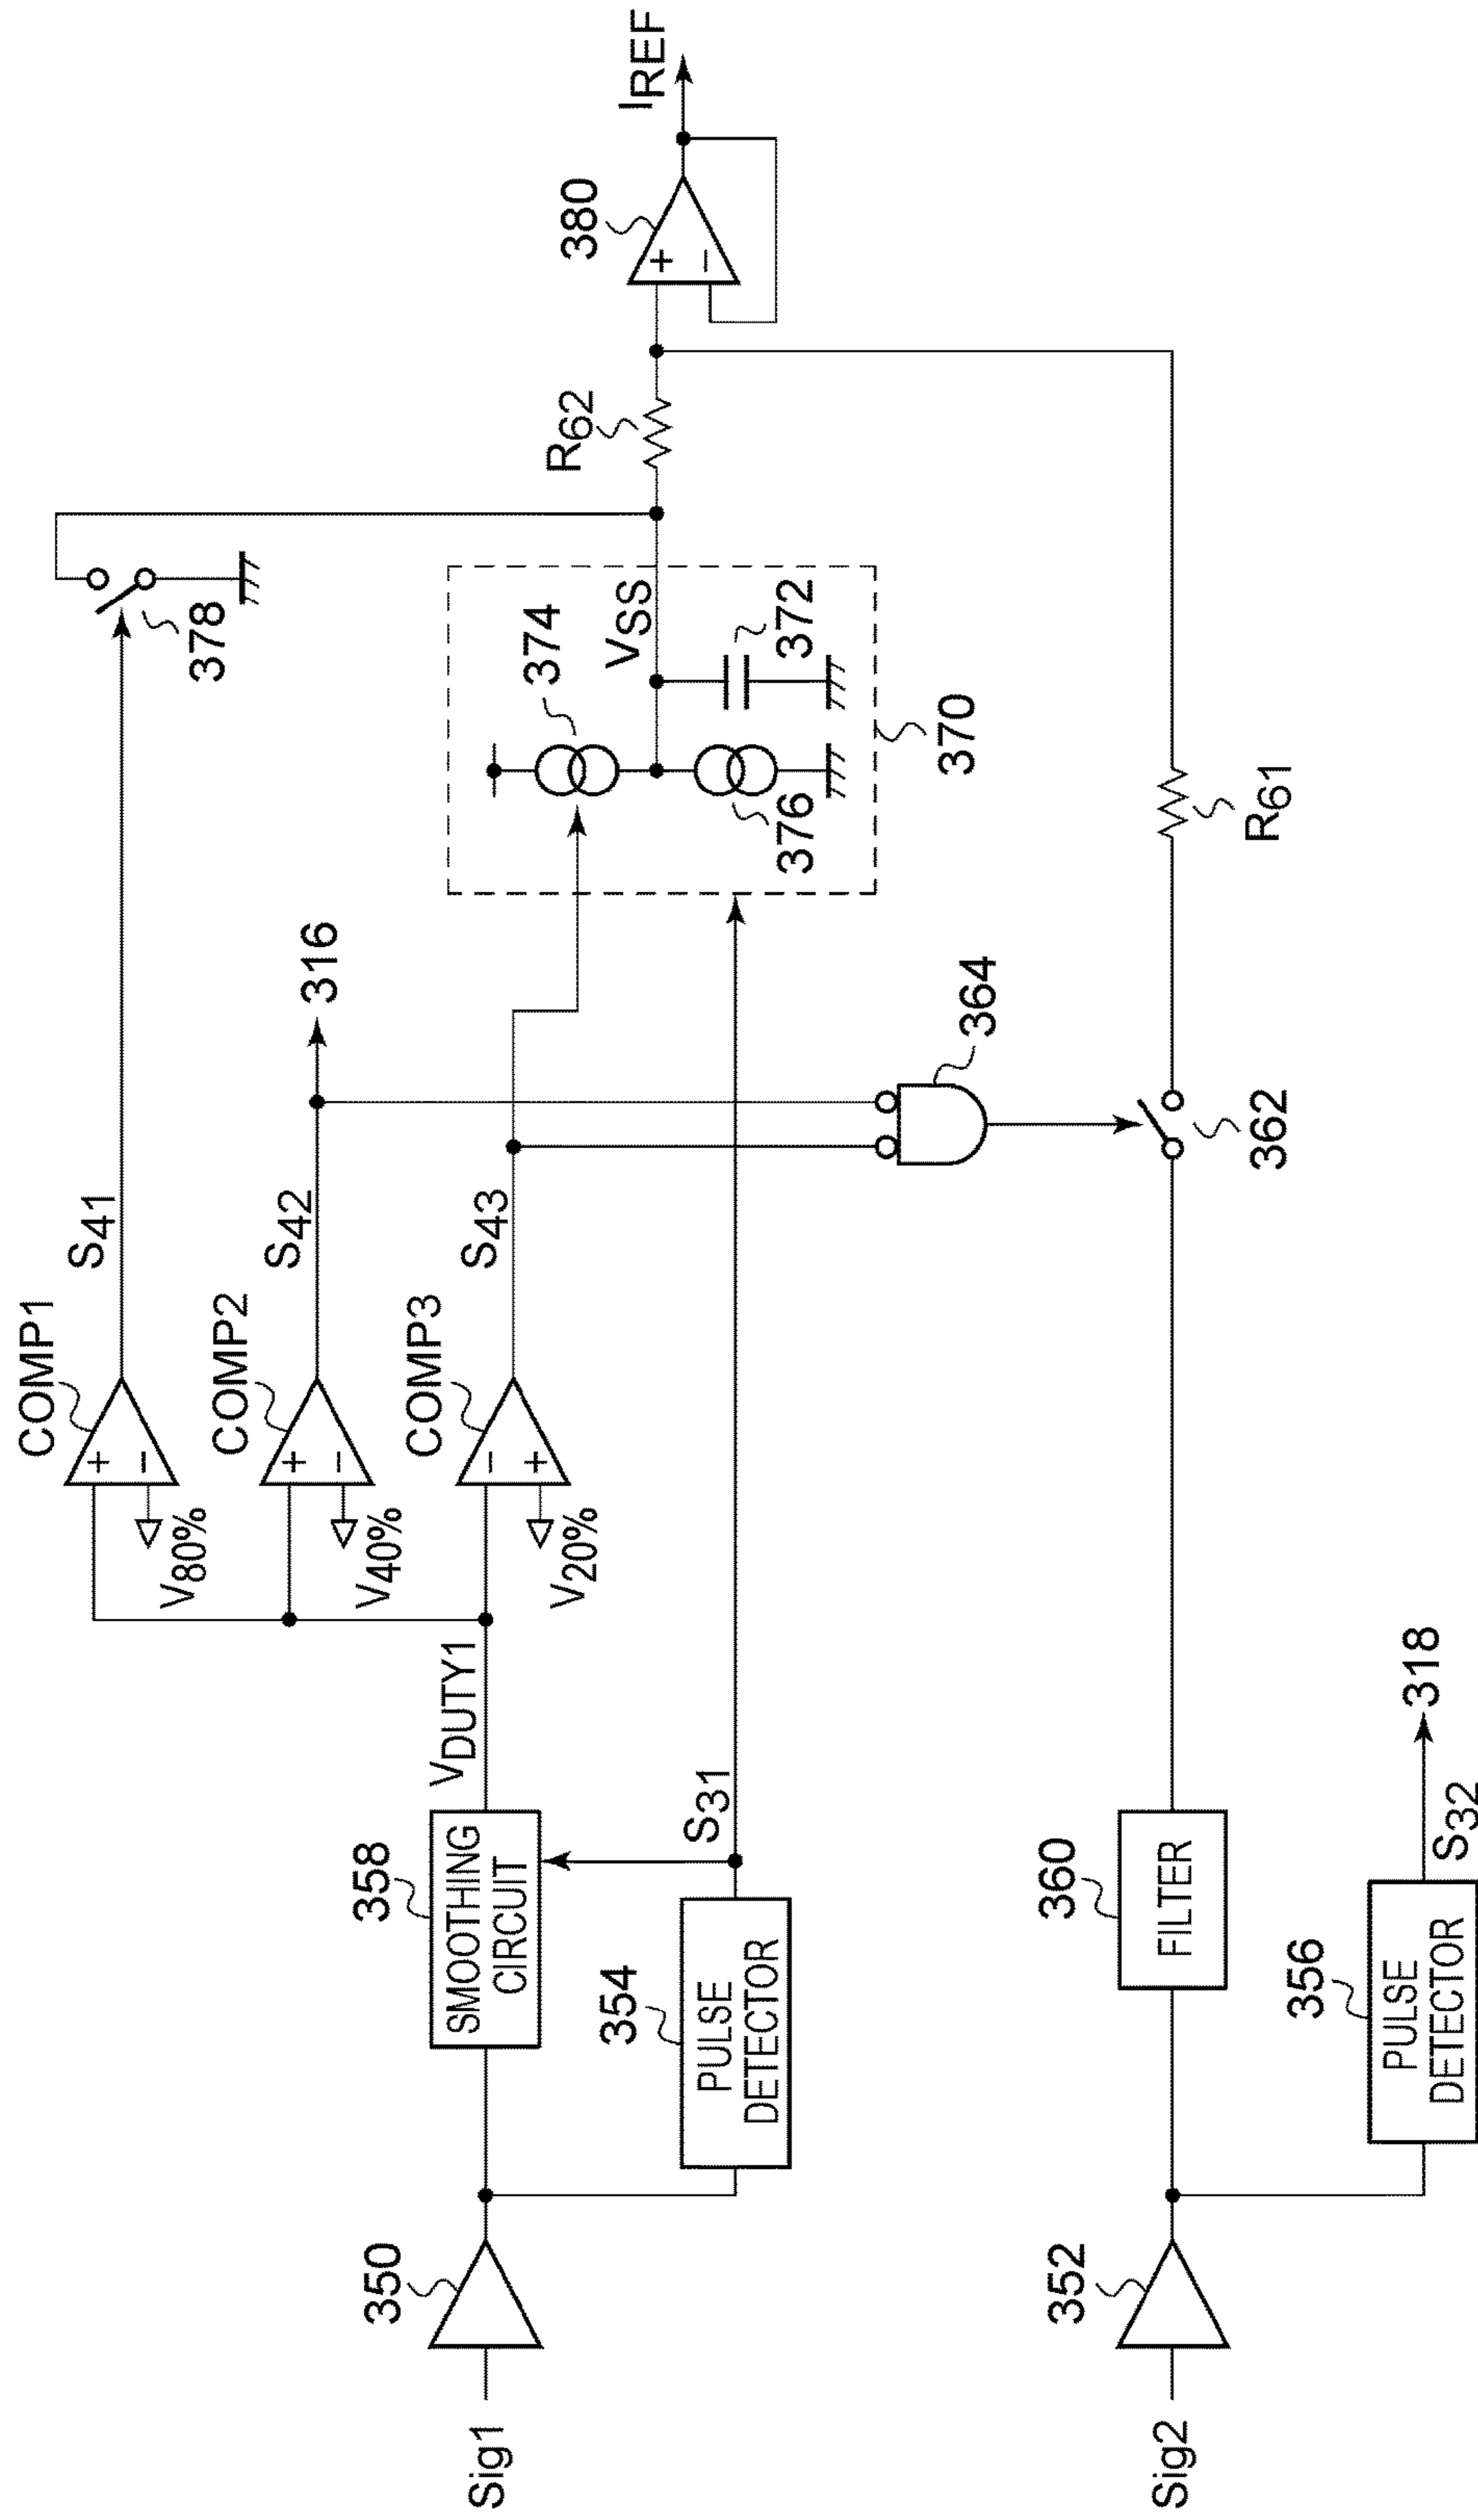 COMP1
S41
378
V80%
COMP2
S42
316
V40%
COMP3
S43
V20%
374
VSS
372
376
370
R62
380
IREF
Sig1
350
358
SMOOTHING
CIRCUIT
VDUTY1
354
PULSE
DETECTOR
S31
364
Sig2
352
360
FILTER
362
R61
356
PULSE
DETECTOR
S32
318
+
−
+
−
−
+
+
−